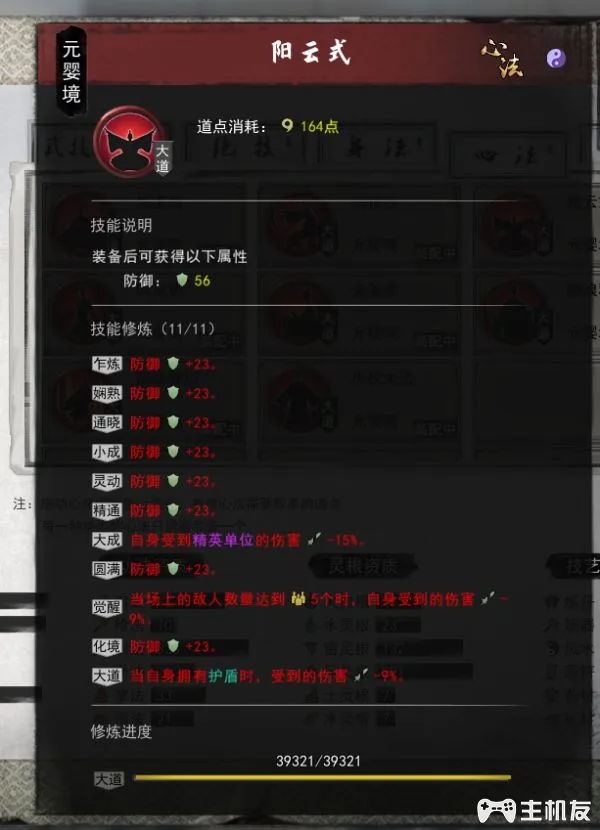 元婴境
阳云式
心法
大道
道点消耗： 164点
技能说明
装备后可获得以下属性
防御： 56
技能修炼（11/11）
乍炼 防御 +23。
娴熟 防御 +23。
通晓 防御 +23。
小成 防御 +23。
灵动 防御 +23。
精通 防御 +23。
大成 自身受到精英单位的伤害 -15%。
圆满 防御 +23。
觉醒 当场上的敌人数量达到 5个时，自身受到的伤害 -
9%。
化境 防御 +23。
大道 当自身拥有护盾时，受到的伤害 -9%。
修炼进度
39321/39321
大道
注：
灵根资质
技艺
主机友